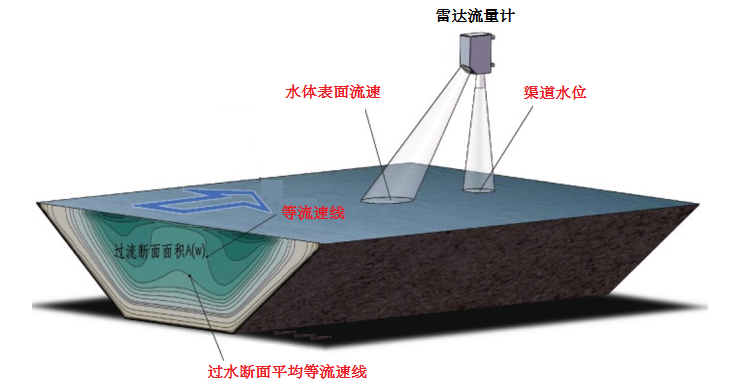 雷达流量计
水体表面流速
渠道水位
等流速线
过流断面面积A(w)
过水断面平均等流速线